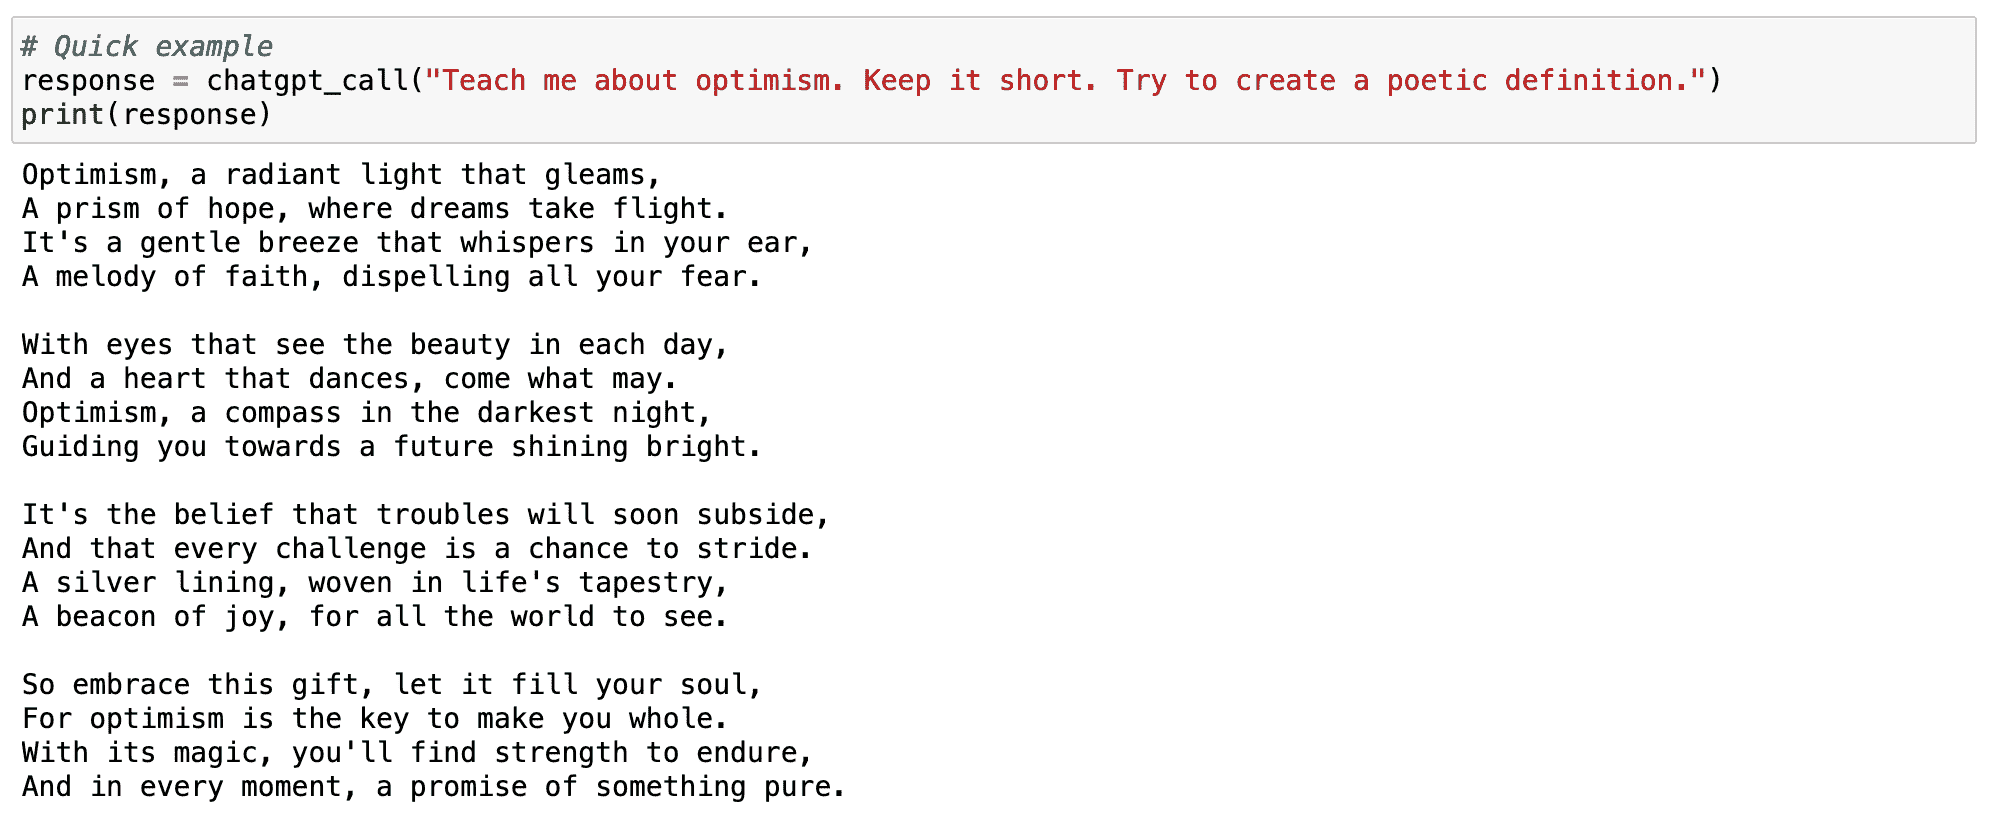 # Quick example
response = chatgpt_call("Teach me about optimism. Keep it short. Try to create a poetic definition.")
print(response)
Optimism, a radiant light that gleams,
A prism of hope, where dreams take flight.
It's a gentle breeze that whispers in your ear,
A melody of faith, dispelling all your fear.
With eyes that see the beauty in each day,
And a heart that dances, come what may.
Optimism, a compass in the darkest night,
Guiding you towards a future shining bright.
It's the belief that troubles will soon subside,
And that every challenge is a chance to stride.
A silver lining, woven in life's tapestry,
A beacon of joy, for all the world to see.
So embrace this gift, let it fill your soul,
For optimism is the key to make you whole.
With its magic, you'll find strength to endure,
And in every moment, a promise of something pure.